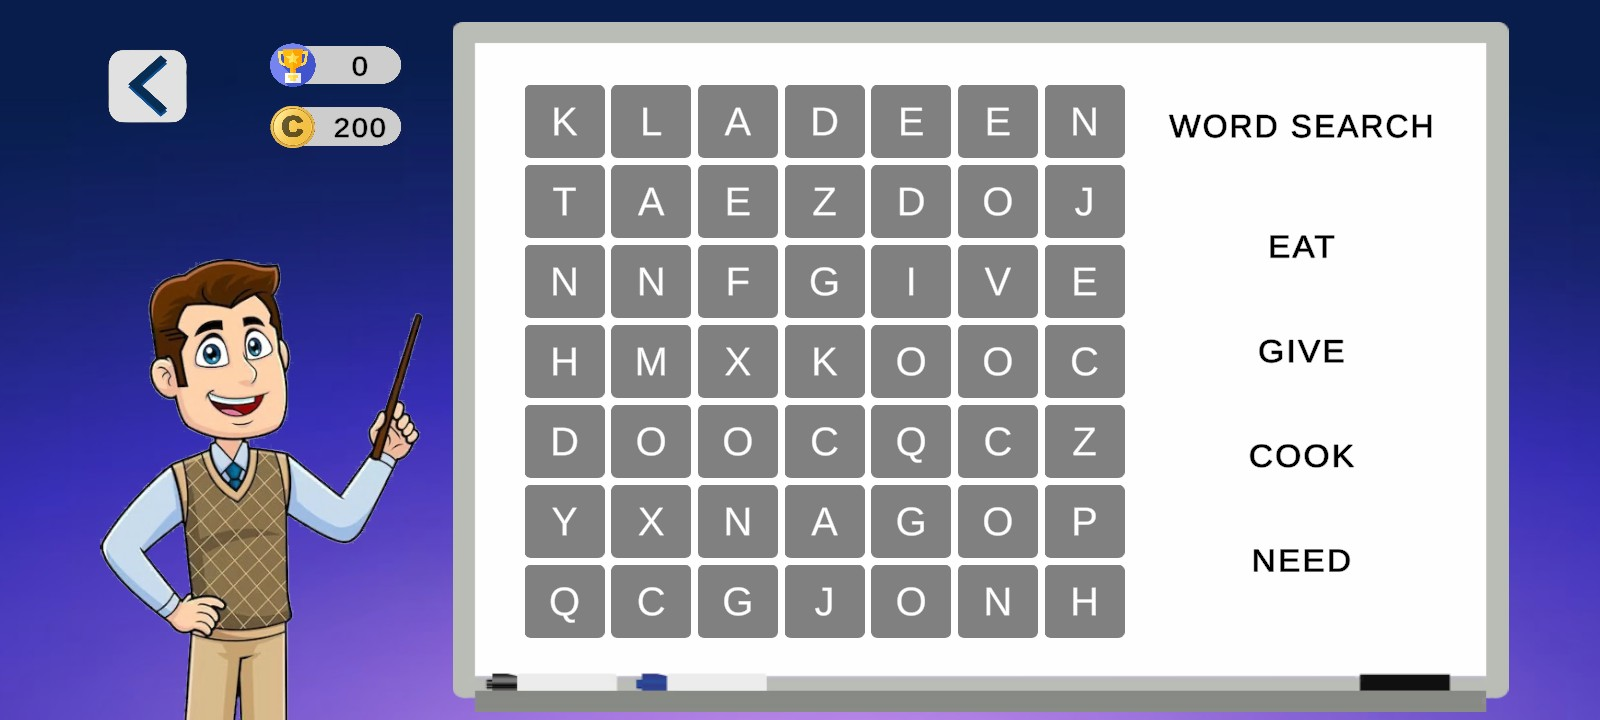 0
C 200
WORD SEARCH
K L A D E E N
T A E Z D O J
N N F G I V E
H M X K O O C
D O O C Q C Z
Y X N A G O P
Q C G J O N H
EAT
GIVE
COOK
NEED